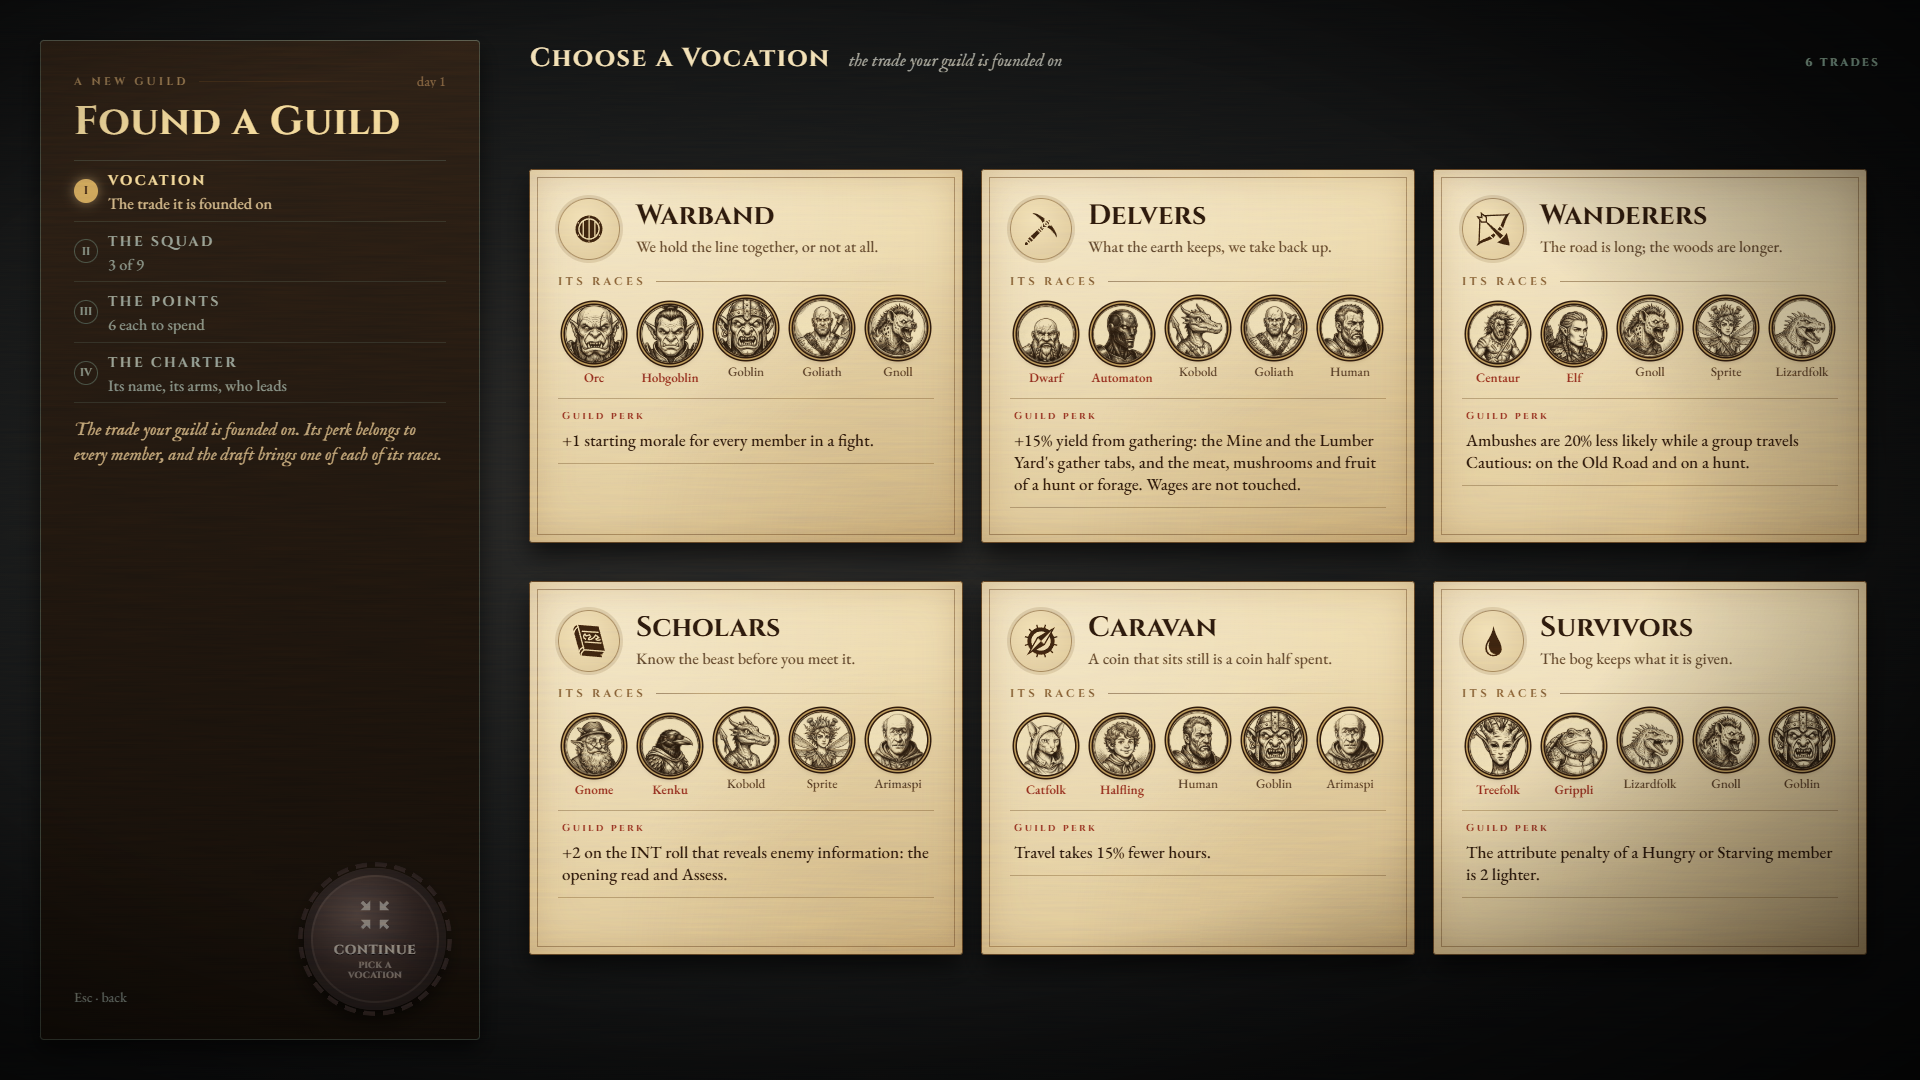 A NEW GUILD
day 1
FOUND A GUILD
I
VOCATION
The trade it is founded on
II
THE SQUAD
3 of 9
III
THE POINTS
6 each to spend
IV
THE CHARTER
Its name, its arms, who leads
The trade your guild is founded on. Its perk belongs to
every member, and the draft brings one of each of its races.
CONTINUE
PICK A
VOCATION
Esc · back
CHOOSE A VOCATION
the trade your guild is founded on
6 TRADES
WARBAND
We hold the line together, or not at all.
ITS RACES
Orc Hobgoblin Goblin Goliath Gnoll
GUILD PERK
+1 starting morale for every member in a fight.
DELVERS
What the earth keeps, we take back up.
ITS RACES
Dwarf Automaton Kobold Goliath Human
GUILD PERK
+15% yield from gathering: the Mine and the Lumber
Yard's gather tabs, and the meat, mushrooms and fruit
of a hunt or forage. Wages are not touched.
WANDERERS
The road is long; the woods are longer.
ITS RACES
Centaur Elf Gnoll Sprite Lizardfolk
GUILD PERK
Ambushes are 20% less likely while a group travels
Cautious: on the Old Road and on a hunt.
SCHOLARS
Know the beast before you meet it.
ITS RACES
Gnome Kenku Kobold Sprite Arimaspi
GUILD PERK
+2 on the INT roll that reveals enemy information: the
opening read and Assess.
CARAVAN
A coin that sits still is a coin half spent.
ITS RACES
Catfolk Halfling Human Goblin Arimaspi
GUILD PERK
Travel takes 15% fewer hours.
SURVIVORS
The bog keeps what it is given.
ITS RACES
Treefolk Grippli Lizardfolk Gnoll Goblin
GUILD PERK
The attribute penalty of a Hungry or Starving member
is 2 lighter.